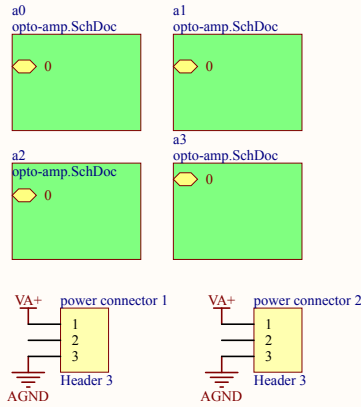 a0
opto-amp.SchDoc
0
a1
opto-amp.SchDoc
0
a2
opto-amp.SchDoc
0
a3
opto-amp.SchDoc
0
VA+
power connector 1
1
2
3
Header 3
AGND
VA+
power connector 2
1
2
3
Header 3
AGND